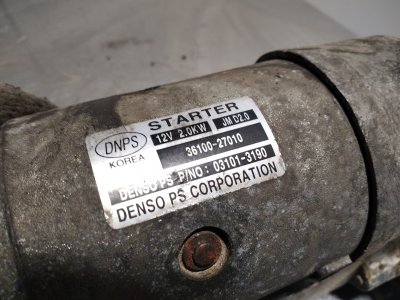 STARTER
DNPS 12V 2.0KW JM D2.0
KOREA 36100-27010
DENSO PS P/NO: 03101-3190
DENSO PS CORPORATION